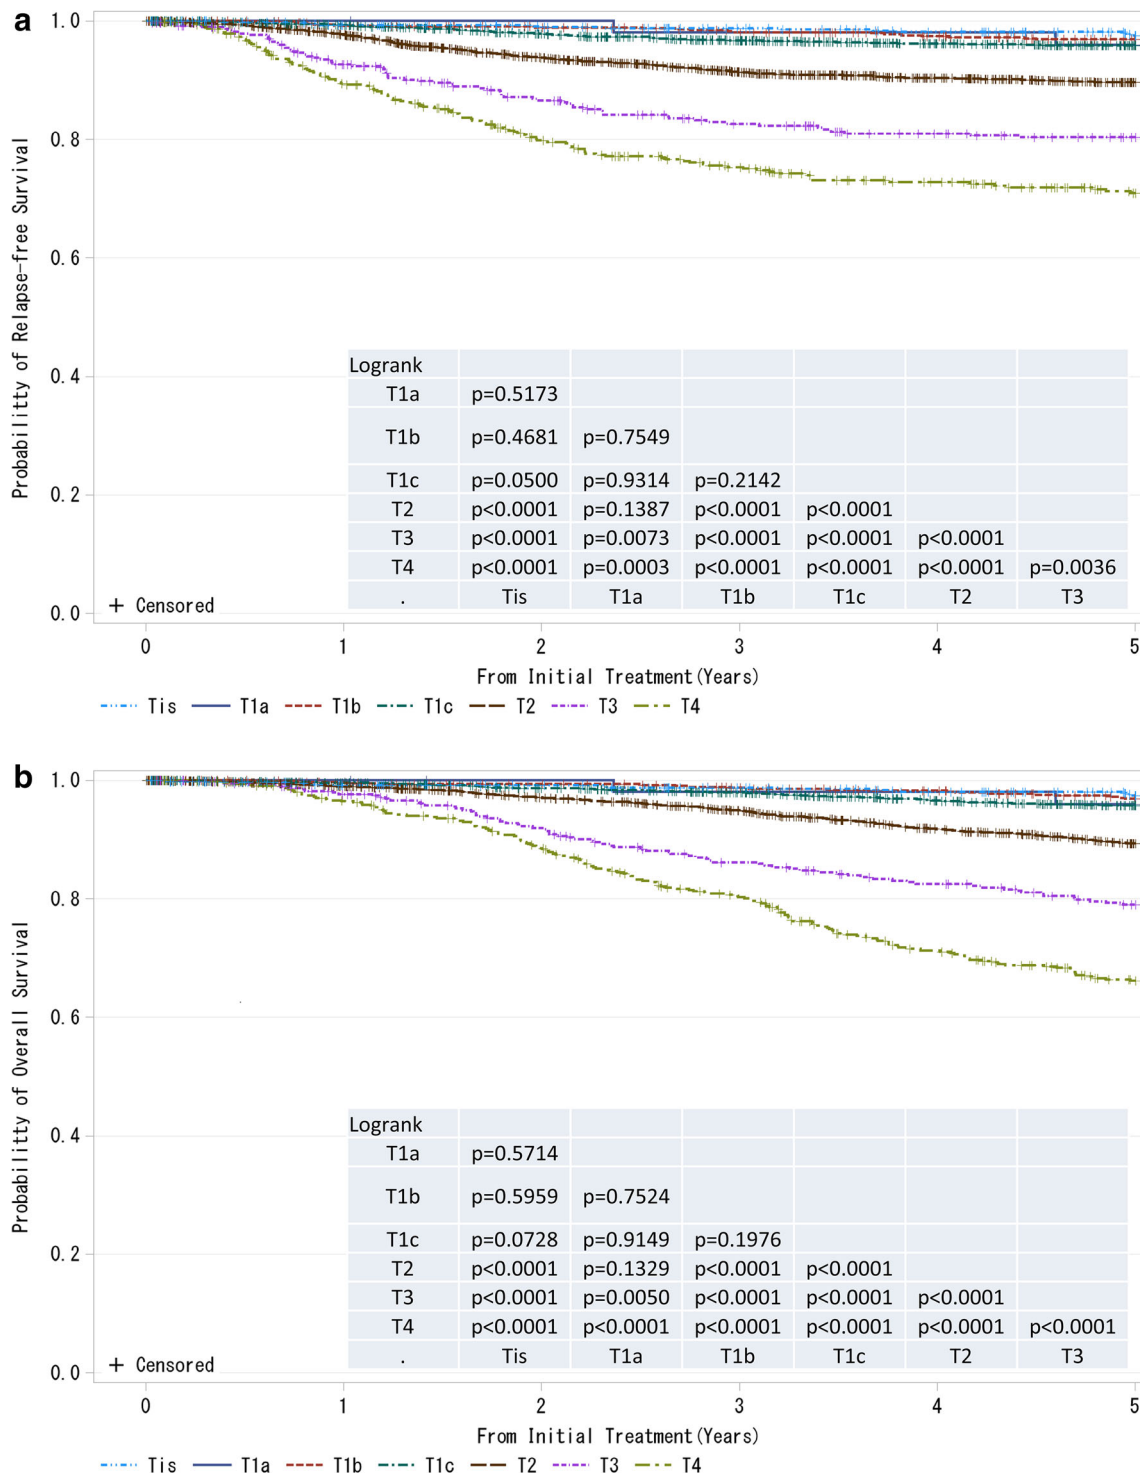 a
Probabilitty of Relapse-free Survival
1.0
0.8
0.6
0.4
0.2
0.0
Logrank
T1a p=0.5173
T1b p=0.4681 p=0.7549
T1c p=0.0500 p=0.9314 p=0.2142
T2 p<0.0001 p=0.1387 p<0.0001 p<0.0001
T3 p<0.0001 p=0.0073 p<0.0001 p<0.0001 p<0.0001
T4 p<0.0001 p=0.0003 p<0.0001 p<0.0001 p<0.0001 p=0.0036
. Tis T1a T1b T1c T2 T3
+ Censored
0 1 2 3 4 5
From Initial Treatment(Years)
Tis T1a T1b T1c T2 T3 T4
b
Probabilitty of Overall Survival
1.0
0.8
0.6
0.4
0.2
0.0
Logrank
T1a p=0.5714
T1b p=0.5959 p=0.7524
T1c p=0.0728 p=0.9149 p=0.1976
T2 p<0.0001 p=0.1329 p<0.0001 p<0.0001
T3 p<0.0001 p=0.0050 p<0.0001 p<0.0001 p<0.0001
T4 p<0.0001 p<0.0001 p<0.0001 p<0.0001 p<0.0001 p<0.0001
. Tis T1a T1b T1c T2 T3
+ Censored
0 1 2 3 4 5
From Initial Treatment(Years)
Tis T1a T1b T1c T2 T3 T4